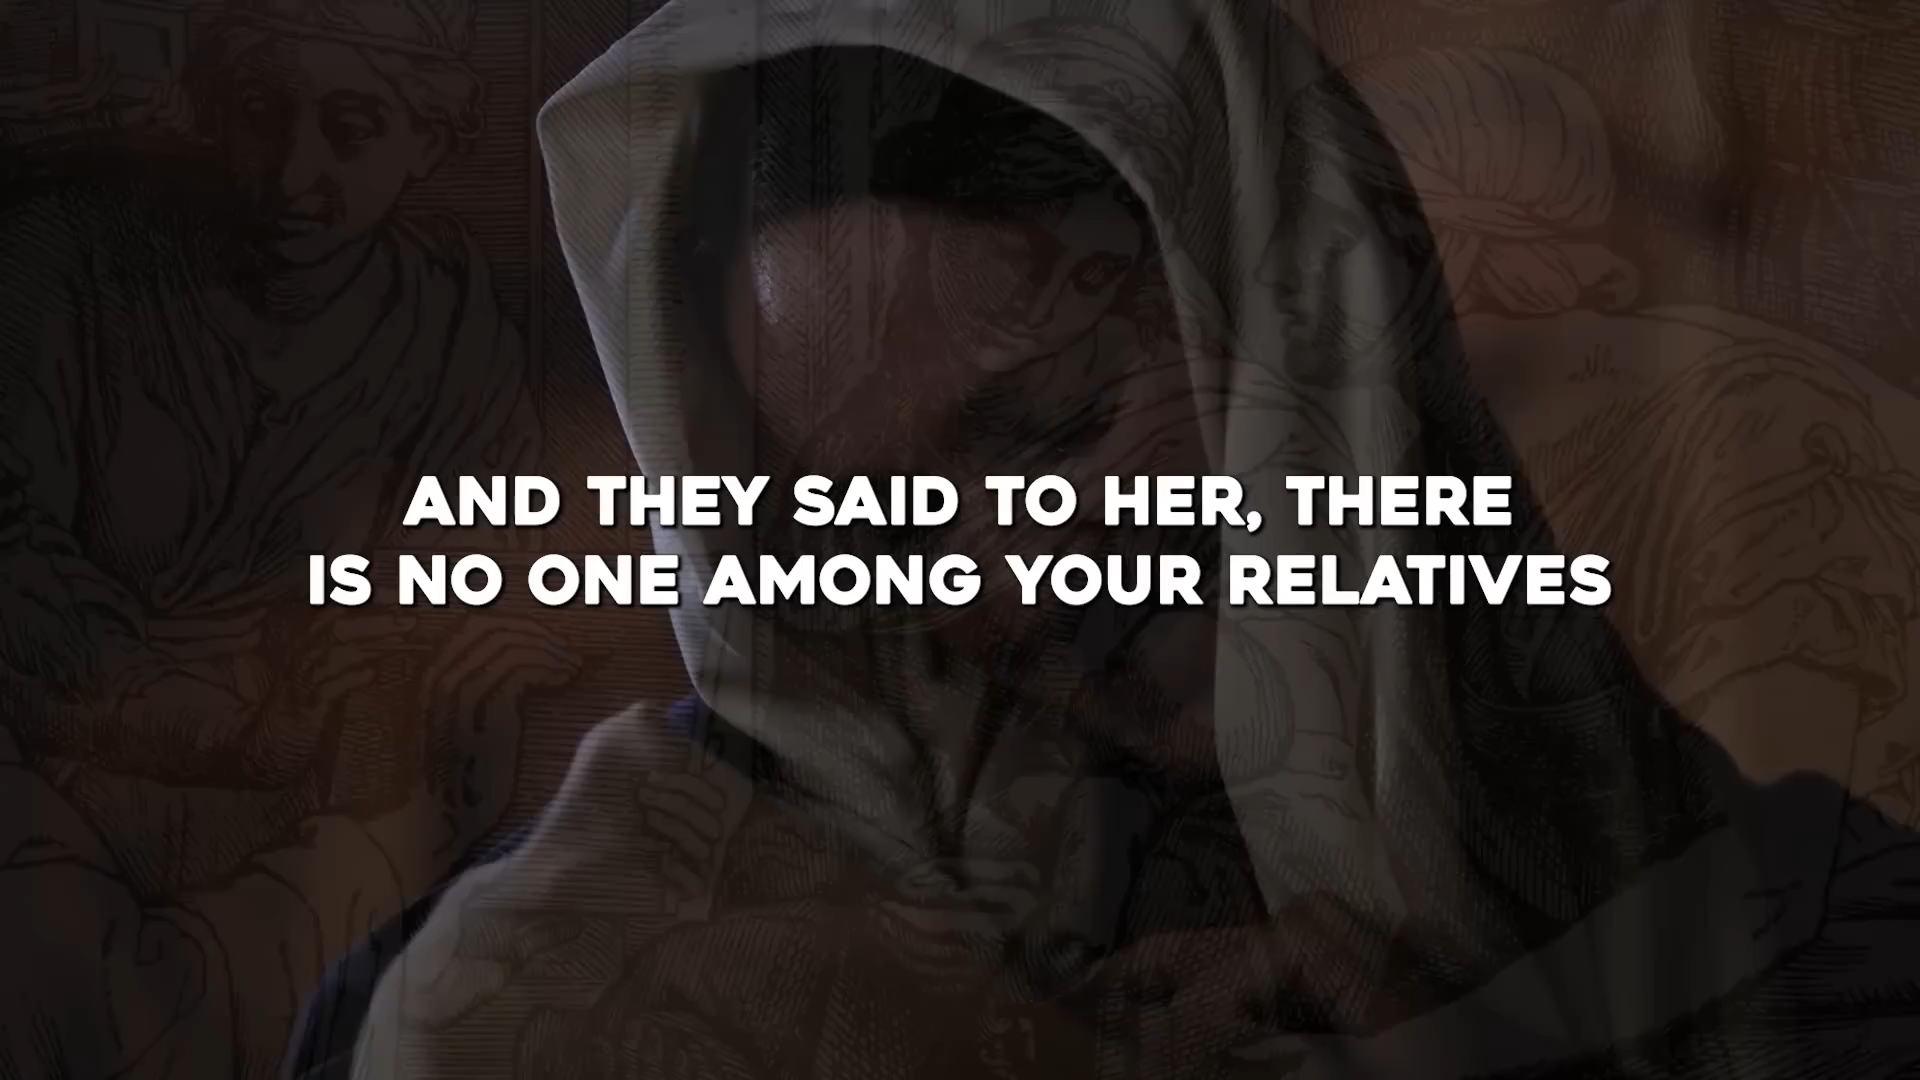 AND THEY SAID TO HER, THERE
IS NO ONE AMONG YOUR RELATIVES